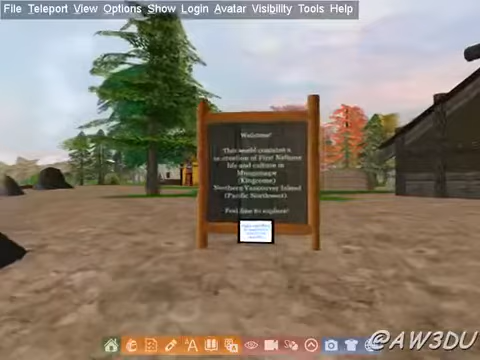 File Teleport View Options Show Login Avatar Visibility Tools Help
Welcome!
This world contains a
re-creation of First Nations
life and culture in
(Kingcome)
Northern Vancouver Island
(Pacific Northwest)
Feel free to explore!
@AW3DU